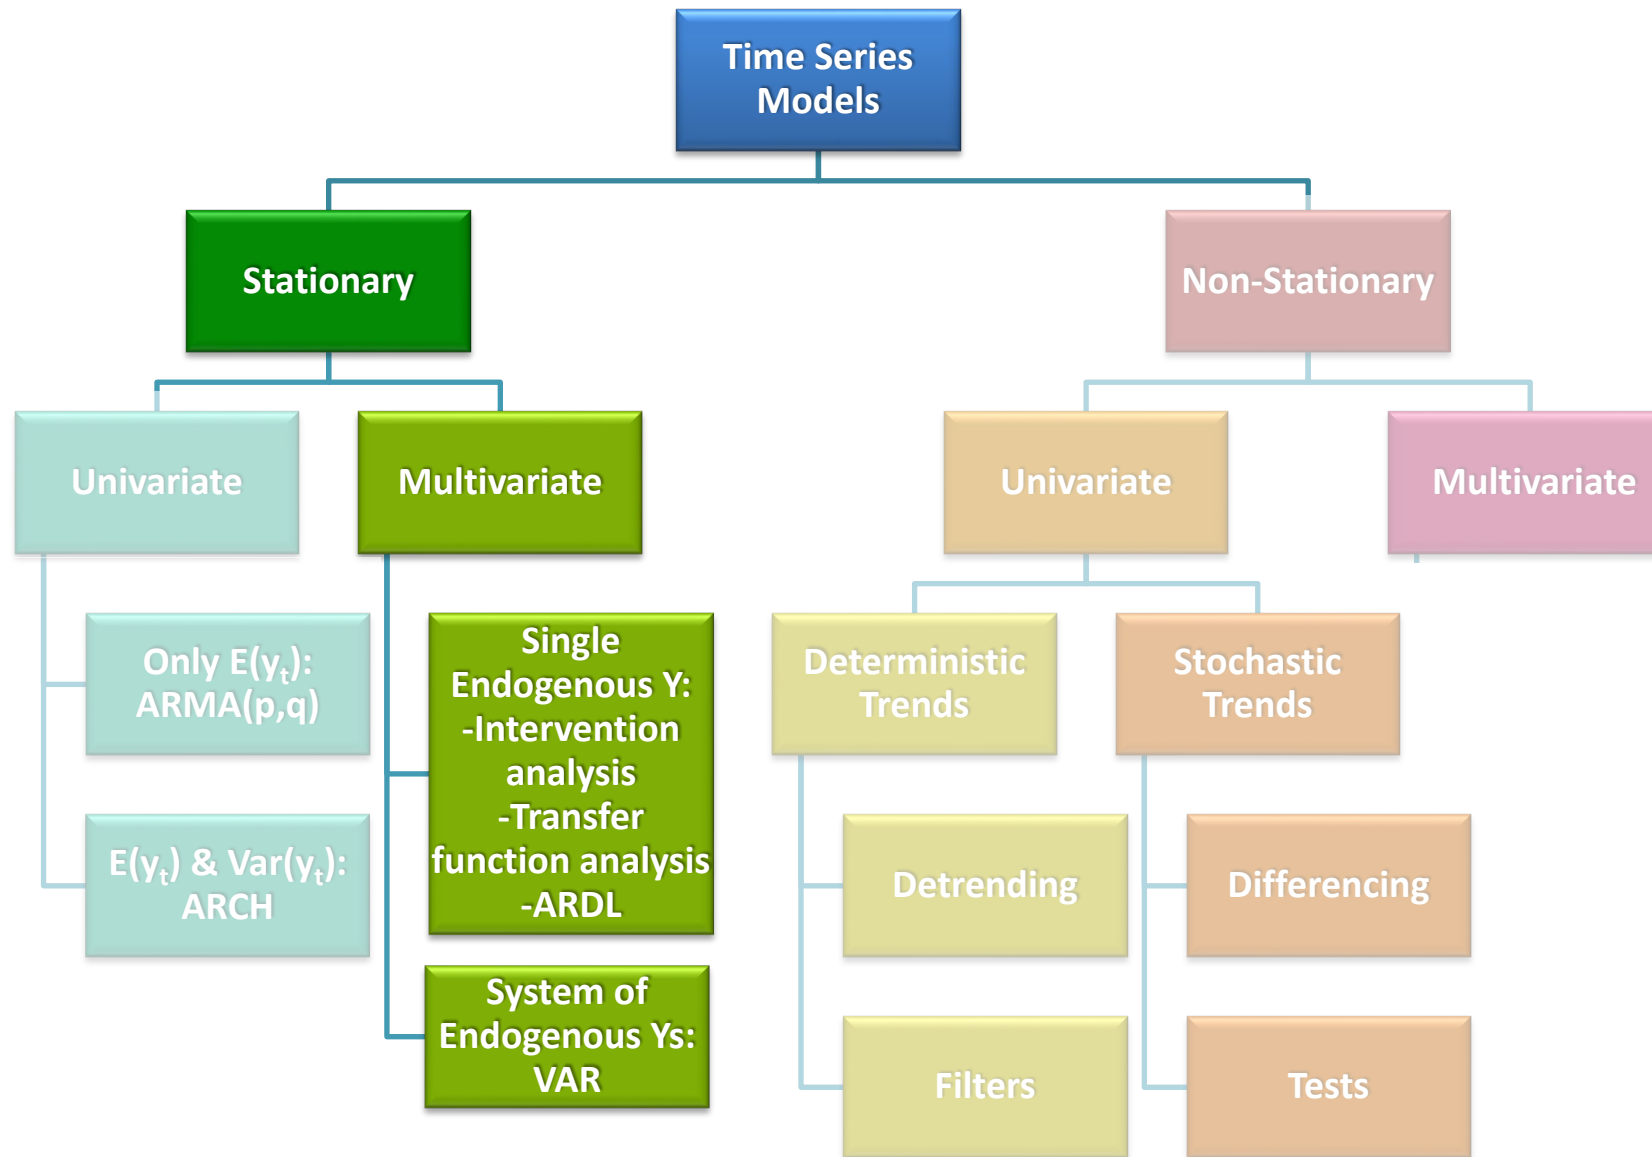 Time Series
Models
Stationary
Non-Stationary
Univariate
Multivariate
Univariate
Multivariate
Only E(yₜ):
ARMA(p,q)
Single
Endogenous Y:
-Intervention
analysis
-Transfer
function analysis
-ARDL
Deterministic
Trends
Stochastic
Trends
E(yₜ) & Var(yₜ):
ARCH
Detrending
Differencing
System of
Endogenous Ys:
VAR
Filters
Tests